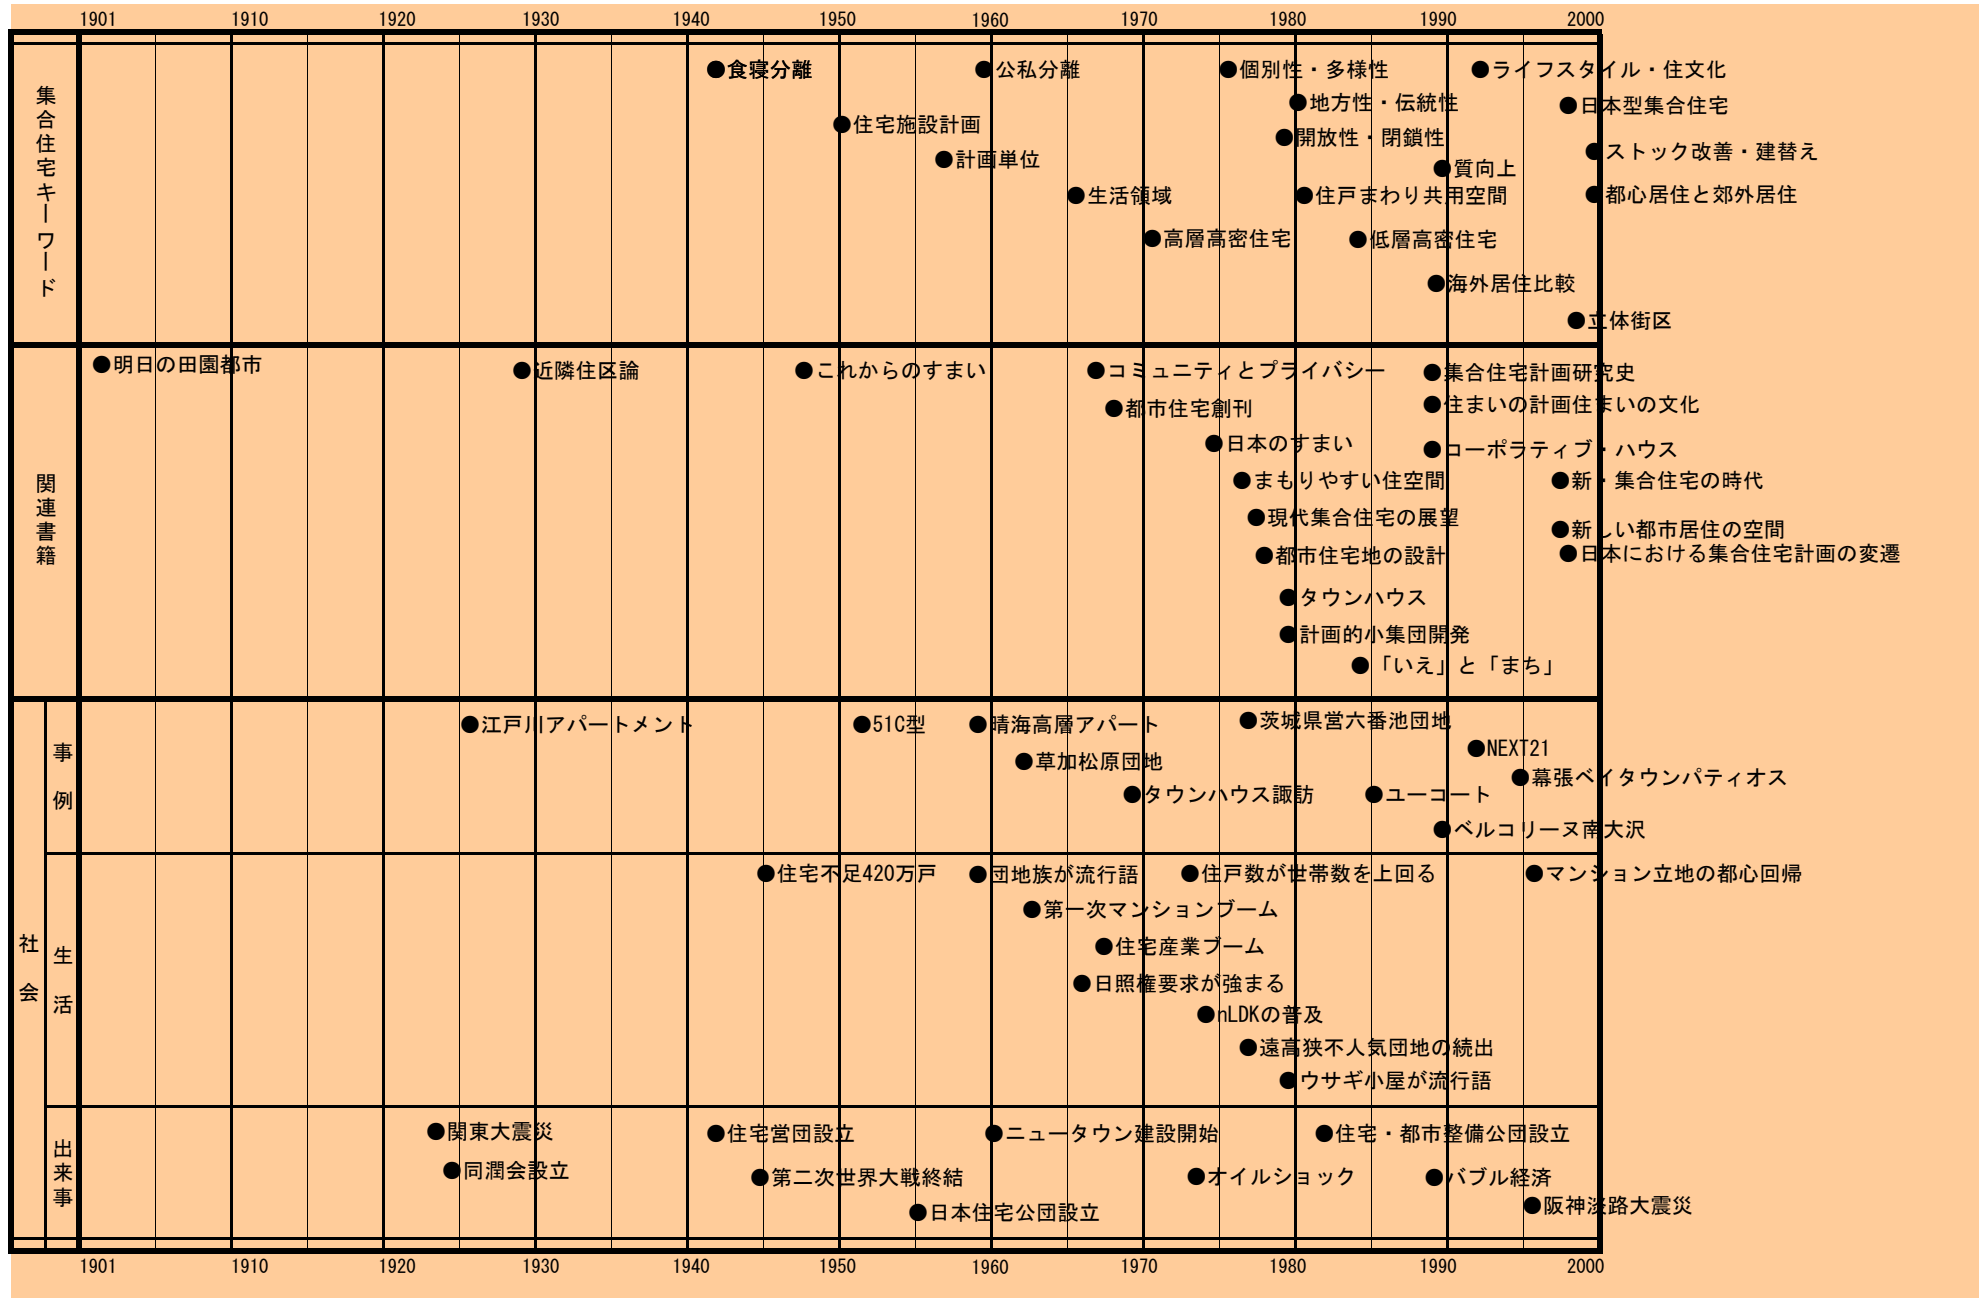 1901 1910 1920 1930 1940 1950 1960 1970 1980 1990 2000
集合住宅キーワード
●食寝分離 ●公私分離 ●個別性・多様性 ●ライフスタイル・住文化
●地方性・伝統性 ●日本型集合住宅
●住宅施設計画 ●開放性・閉鎖性
●計画単位 ●質向上 ●ストック改善・建替え
●生活領域 ●住戸まわり共用空間 ●都心居住と郊外居住
●高層高密住宅 ●低層高密住宅
●海外居住比較
●立体街区
関連書籍
●明日の田園都市 ●近隣住区論 ●これからのすまい ●コミュニティとプライバシー ●集合住宅計画研究史
●都市住宅創刊 ●住まいの計画住まいの文化
●日本のすまい ●コーポラティブ・ハウス
●まもりやすい住空間 ●新・集合住宅の時代
●現代集合住宅の展望 ●新しい都市居住の空間
●都市住宅地の設計 ●日本における集合住宅計画の変遷
●タウンハウス
●計画的小集団開発
●「いえ」と「まち」
社会
事例
●江戸川アパートメント ●51C型 ●晴海高層アパート ●茨城県営六番池団地
●草加松原団地 ●NEXT21
●幕張ベイタウンパティオス
●タウンハウス諏訪 ●ユーコート
●ベルコリーヌ南大沢
生活
●住宅不足420万戸 ●団地族が流行語 ●住戸数が世帯数を上回る ●マンション立地の都心回帰
●第一次マンションブーム
●住宅産業ブーム
●日照権要求が強まる
●nLDKの普及
●遠高狭不人気団地の続出
●ウサギ小屋が流行語
出来事
●関東大震災 ●住宅営団設立 ●ニュータウン建設開始 ●住宅・都市整備公団設立
●同潤会設立 ●第二次世界大戦終結 ●オイルショック ●バブル経済
●日本住宅公団設立 ●阪神淡路大震災
1901 1910 1920 1930 1940 1950 1960 1970 1980 1990 2000